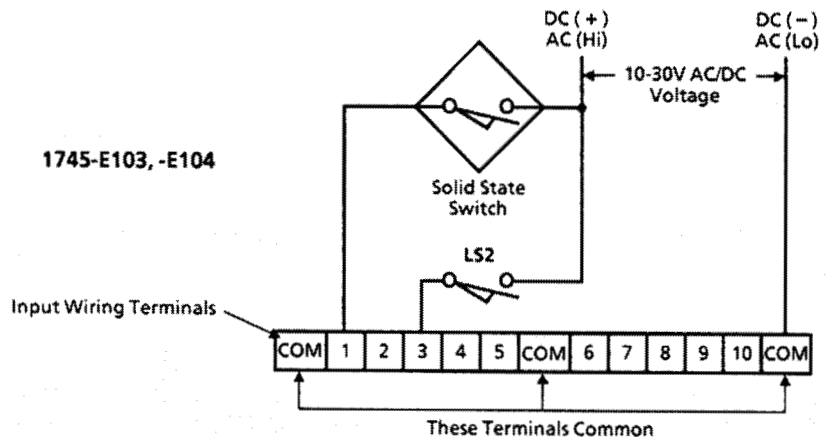 DC (+)
AC (Hi)
DC (−)
AC (Lo)
10-30V AC/DC
Voltage
1745-E103, -E104
Solid State
Switch
LS2
Input Wiring Terminals
COM 1 2 3 4 5 COM 6 7 8 9 10 COM
These Terminals Common